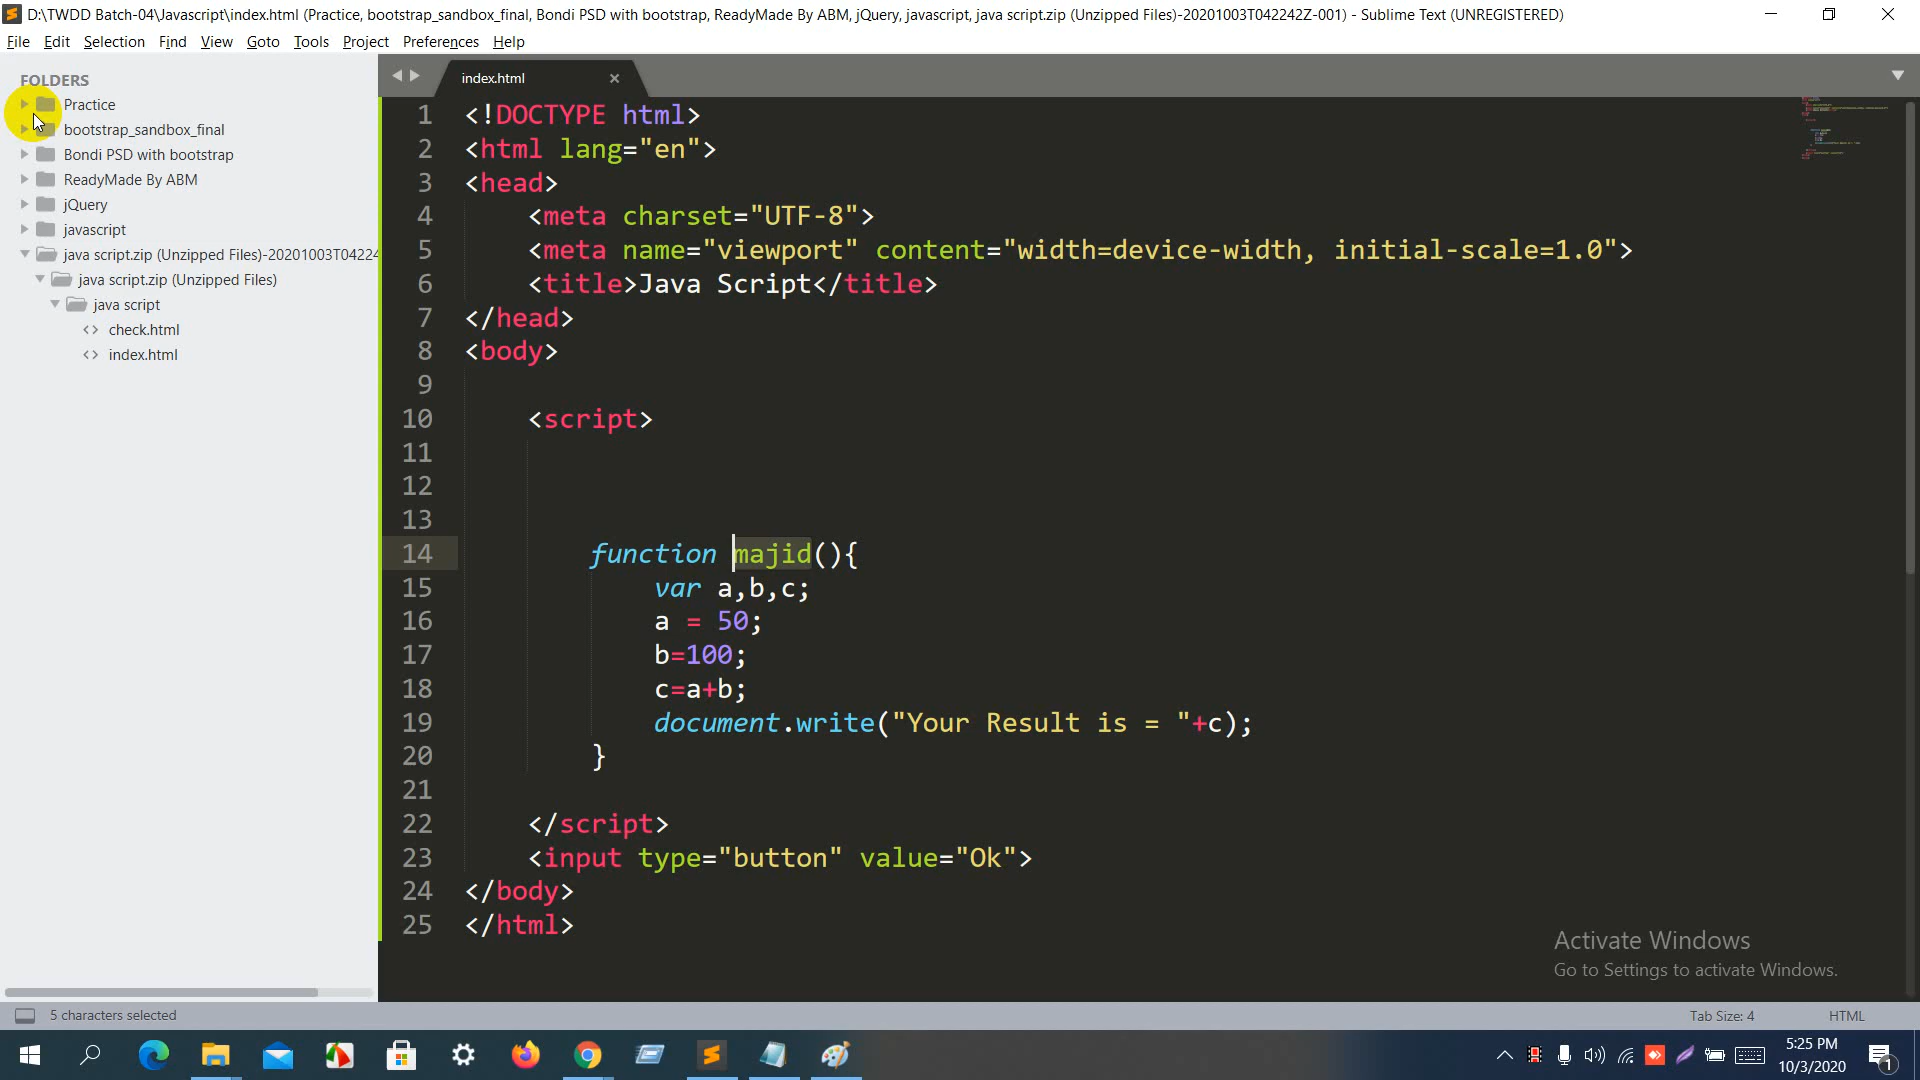 D:\TWDD Batch-04\Javascript\index.html (Practice, bootstrap_sandbox_final, Bondi PSD with bootstrap, ReadyMade By ABM, jQuery, javascript, java script.zip (Unzipped Files)-20201003T042242Z-001) - Sublime Text (UNREGISTERED)
File Edit Selection Find View Goto Tools Project Preferences Help
FOLDERS
Practice
bootstrap_sandbox_final
Bondi PSD with bootstrap
ReadyMade By ABM
jQuery
javascript
java script.zip (Unzipped Files)-20201003T04224
java script.zip (Unzipped Files)
java script
check.html
index.html
index.html
1 <!DOCTYPE html>
2 <html lang="en">
3 <head>
4 <meta charset="UTF-8">
5 <meta name="viewport" content="width=device-width, initial-scale=1.0">
6 <title>Java Script</title>
7 </head>
8 <body>
9
10 <script>
11
12
13
14 function majid(){
15 var a,b,c;
16 a = 50;
17 b=100;
18 c=a+b;
19 document.write("Your Result is = "+c);
20 }
21
22 </script>
23 <input type="button" value="Ok">
24 </body>
25 </html>
Activate Windows
Go to Settings to activate Windows.
5 characters selected
Tab Size: 4
HTML
5:25 PM
10/3/2020
1